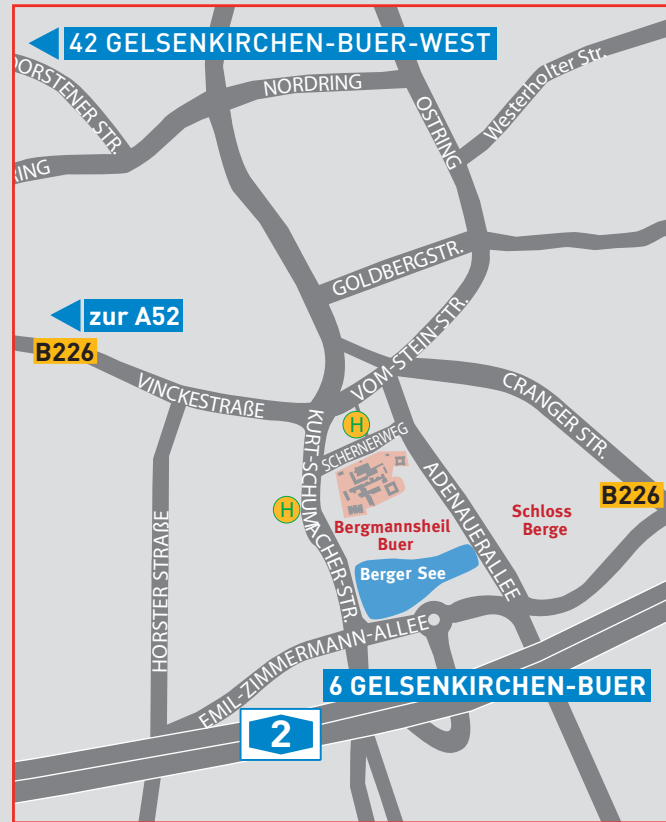 42 GELSENKIRCHEN-BUER-WEST
DORSTENER STR.
NORDRING
Westerholter Str.
OSTRING
RING
GOLDBERGSTR.
zur A52
B226
VOM-STEIN-STR.
VINCKESTRAßE
CRANGER STR.
H
SCHERNERWEG
KURT-SCHUMACHER-STR.
ADENAUERALLEE
B226
H
Bergmannsheil
Buer
Schloss
Berge
Berger See
HORSTER STRAßE
EMIL-ZIMMERMANN-ALLEE
6 GELSENKIRCHEN-BUER
2